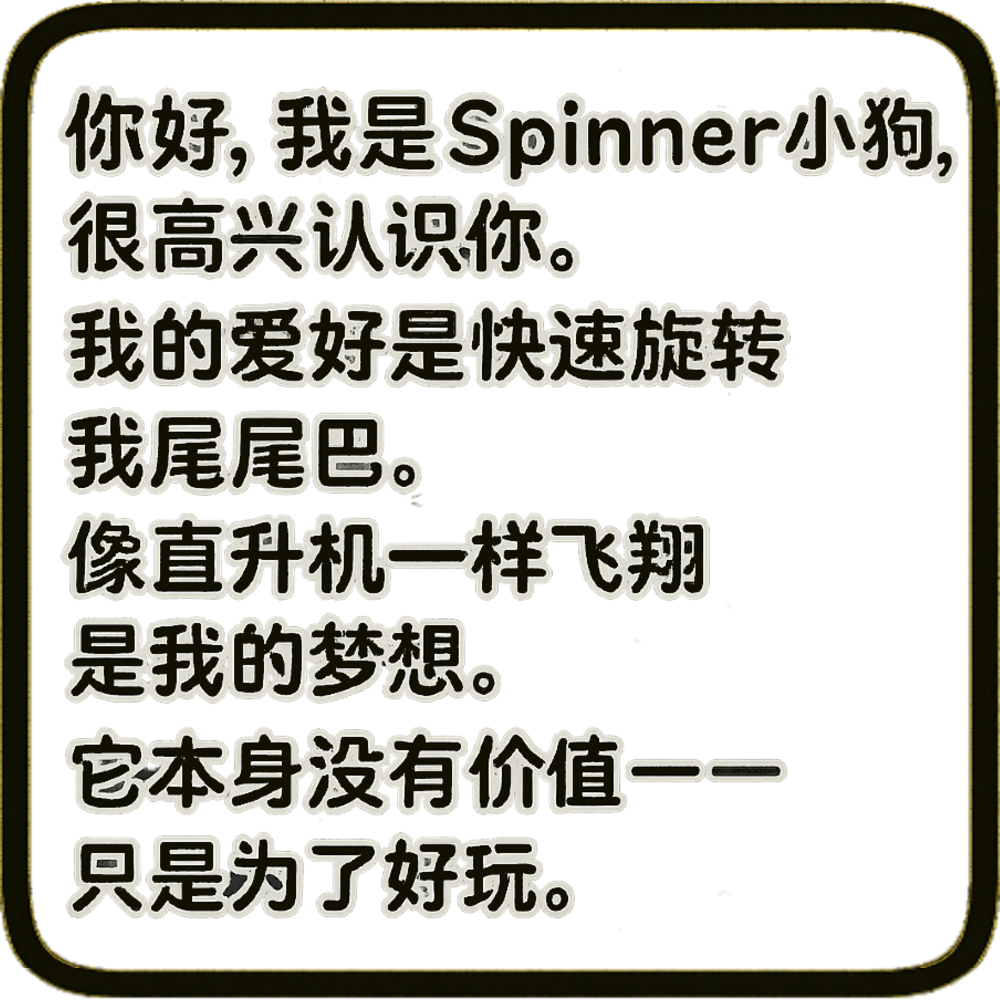 你好, 我是Spinner小狗,
很高兴认识你。
我的爱好是快速旋转
我尾尾巴。
像直升机一样飞翔
是我的梦想。
它本身没有价值——
只是为了好玩。